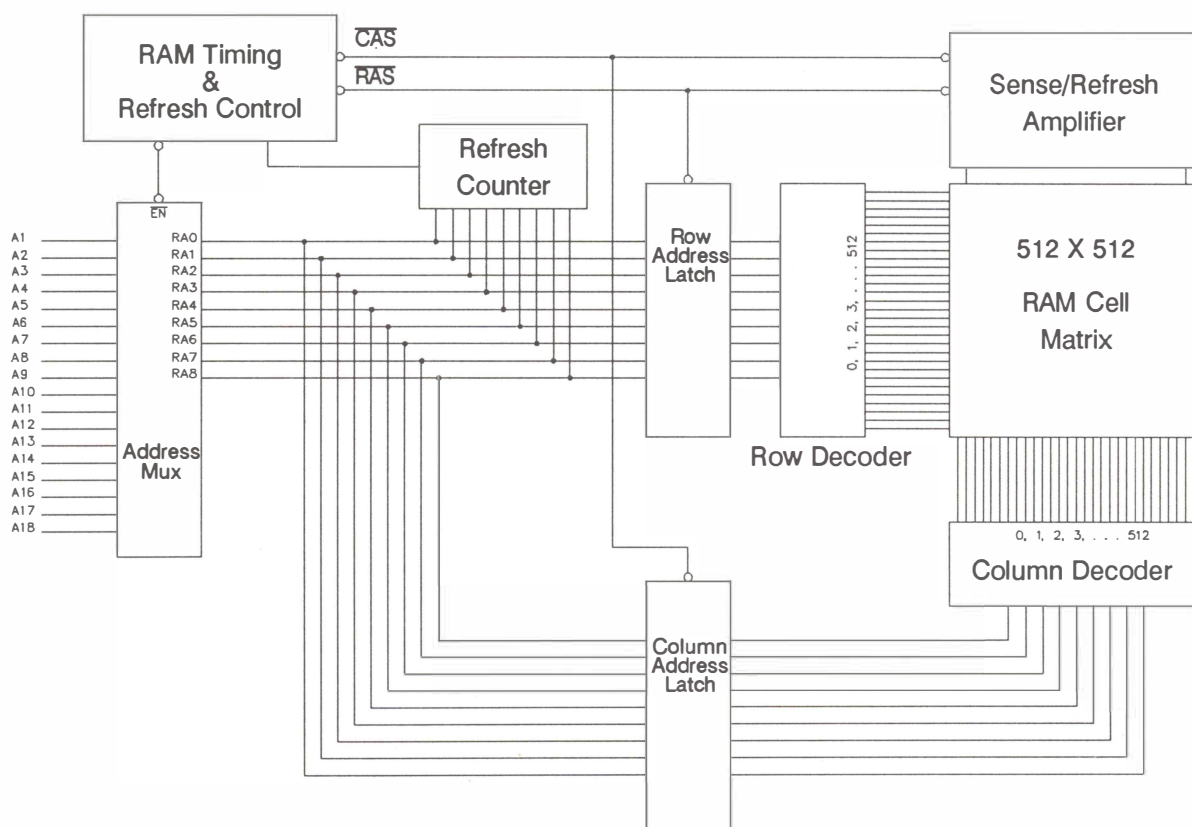 CAS
RAS
RAM Timing
&
Refresh Control
Sense/Refresh
Amplifier
Refresh
Counter
EN
A1
A2
A3
A4
A5
A6
A7
A8
A9
A10
A11
A12
A13
A14
A15
A16
A17
A18
RA0
RA1
RA2
RA3
RA4
RA5
RA6
RA7
RA8
Address
Mux
Row
Address
Latch
0, 1, 2, 3, . . . 512
Row Decoder
512 X 512
RAM Cell
Matrix
0, 1, 2, 3, . . . 512
Column Decoder
Column
Address
Latch